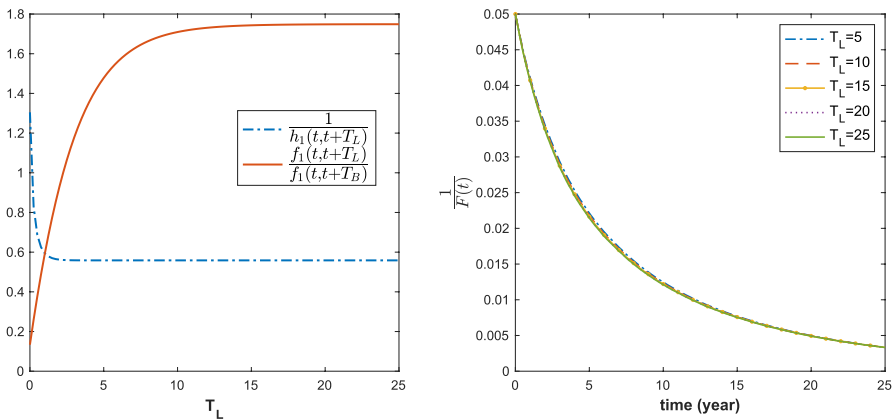 1.8
1.6
1.4
1.2
1
0.8
0.6
0.4
0.2
0
0 5 10 15 20 25
T_L
1
h_1(t,t+T_L)
f_1(t,t+T_L)
f_1(t,t+T_B)
0.05
0.045
0.04
0.035
0.03
0.025
0.02
0.015
0.01
0.005
0
0 5 10 15 20 25
time (year)
1
F(t)
T_L=5
T_L=10
T_L=15
T_L=20
T_L=25